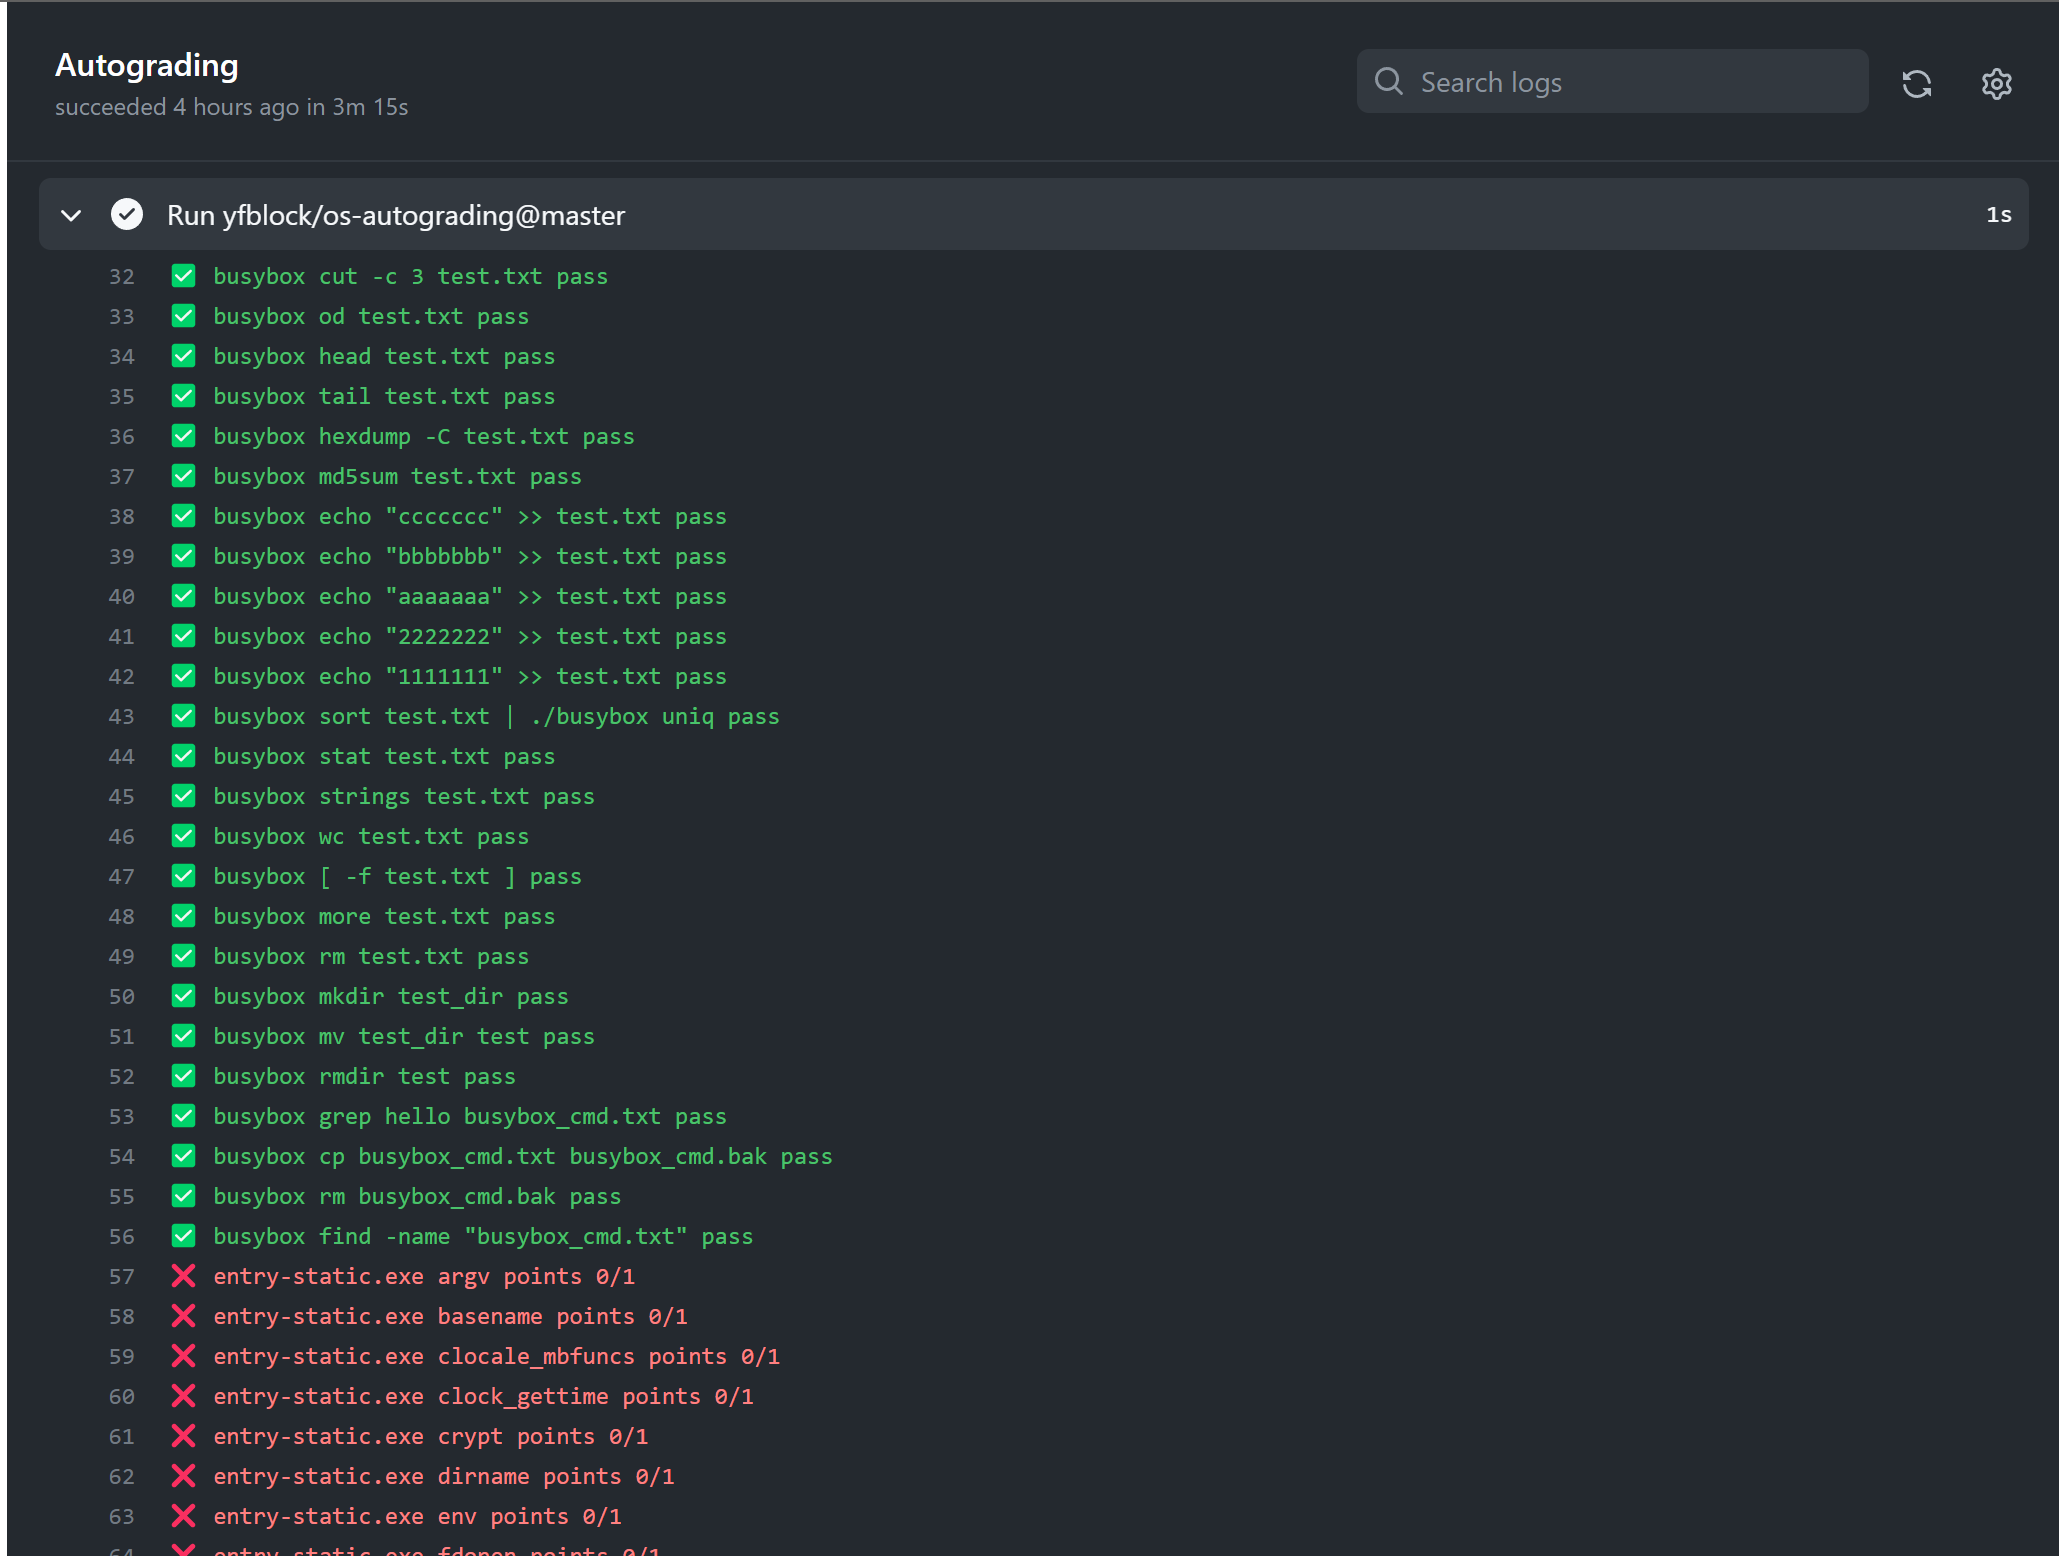 Autograding
succeeded 4 hours ago in 3m 15s
Search logs
Run yfblock/os-autograding@master
1s
32 busybox cut -c 3 test.txt pass
33 busybox od test.txt pass
34 busybox head test.txt pass
35 busybox tail test.txt pass
36 busybox hexdump -C test.txt pass
37 busybox md5sum test.txt pass
38 busybox echo "ccccccc" >> test.txt pass
39 busybox echo "bbbbbbb" >> test.txt pass
40 busybox echo "aaaaaaa" >> test.txt pass
41 busybox echo "2222222" >> test.txt pass
42 busybox echo "1111111" >> test.txt pass
43 busybox sort test.txt | ./busybox uniq pass
44 busybox stat test.txt pass
45 busybox strings test.txt pass
46 busybox wc test.txt pass
47 busybox [ -f test.txt ] pass
48 busybox more test.txt pass
49 busybox rm test.txt pass
50 busybox mkdir test_dir pass
51 busybox mv test_dir test pass
52 busybox rmdir test pass
53 busybox grep hello busybox_cmd.txt pass
54 busybox cp busybox_cmd.txt busybox_cmd.bak pass
55 busybox rm busybox_cmd.bak pass
56 busybox find -name "busybox_cmd.txt" pass
57 entry-static.exe argv points 0/1
58 entry-static.exe basename points 0/1
59 entry-static.exe clocale_mbfuncs points 0/1
60 entry-static.exe clock_gettime points 0/1
61 entry-static.exe crypt points 0/1
62 entry-static.exe dirname points 0/1
63 entry-static.exe env points 0/1
64 entry-static.exe fdopen points 0/1